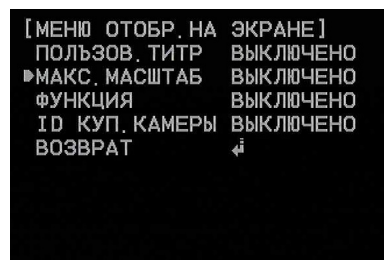 [МЕНЮ ОТОБР.НА ЭКРАНЕ]
ПОЛЬЗОВ.ТИТР ВЫКЛЮЧЕНО
МАКС.МАСШТАБ ВЫКЛЮЧЕНО
ФУНКЦИЯ ВЫКЛЮЧЕНО
ID КУП.КАМЕРЫ ВЫКЛЮЧЕНО
ВОЗВРАТ